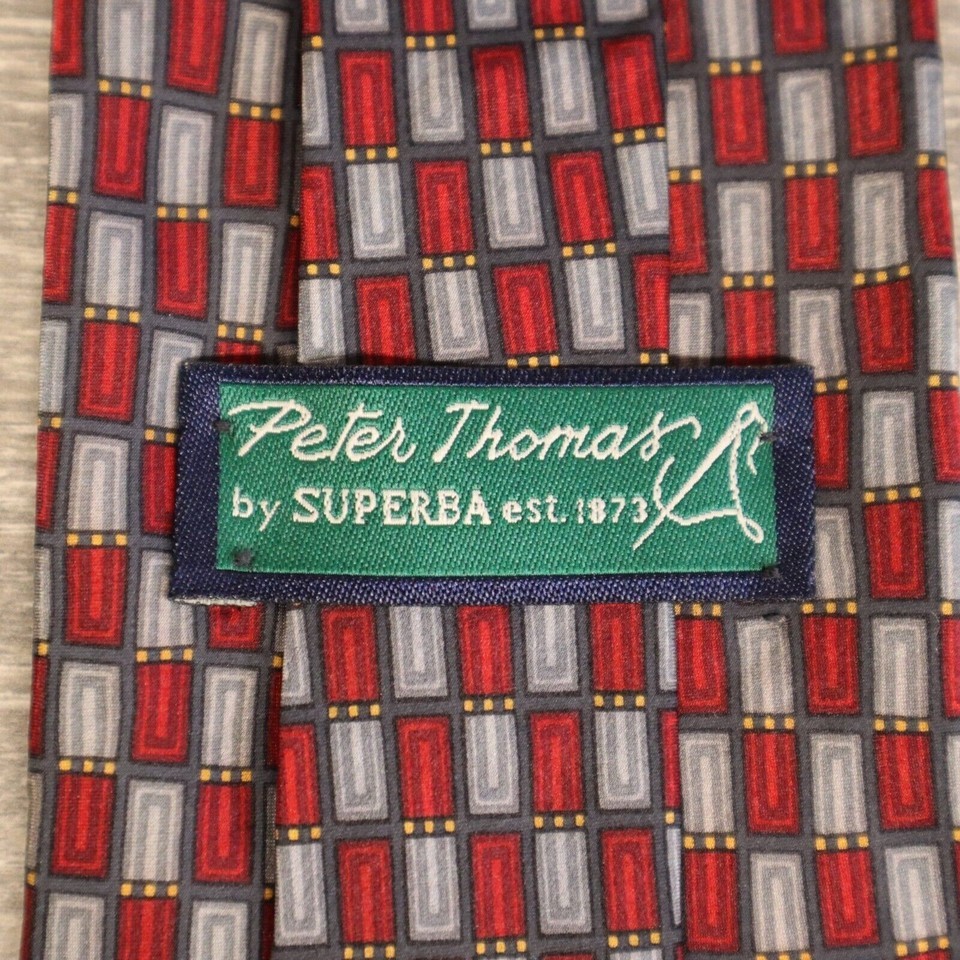 Peter Thomas
by SUPERBA est. 1873